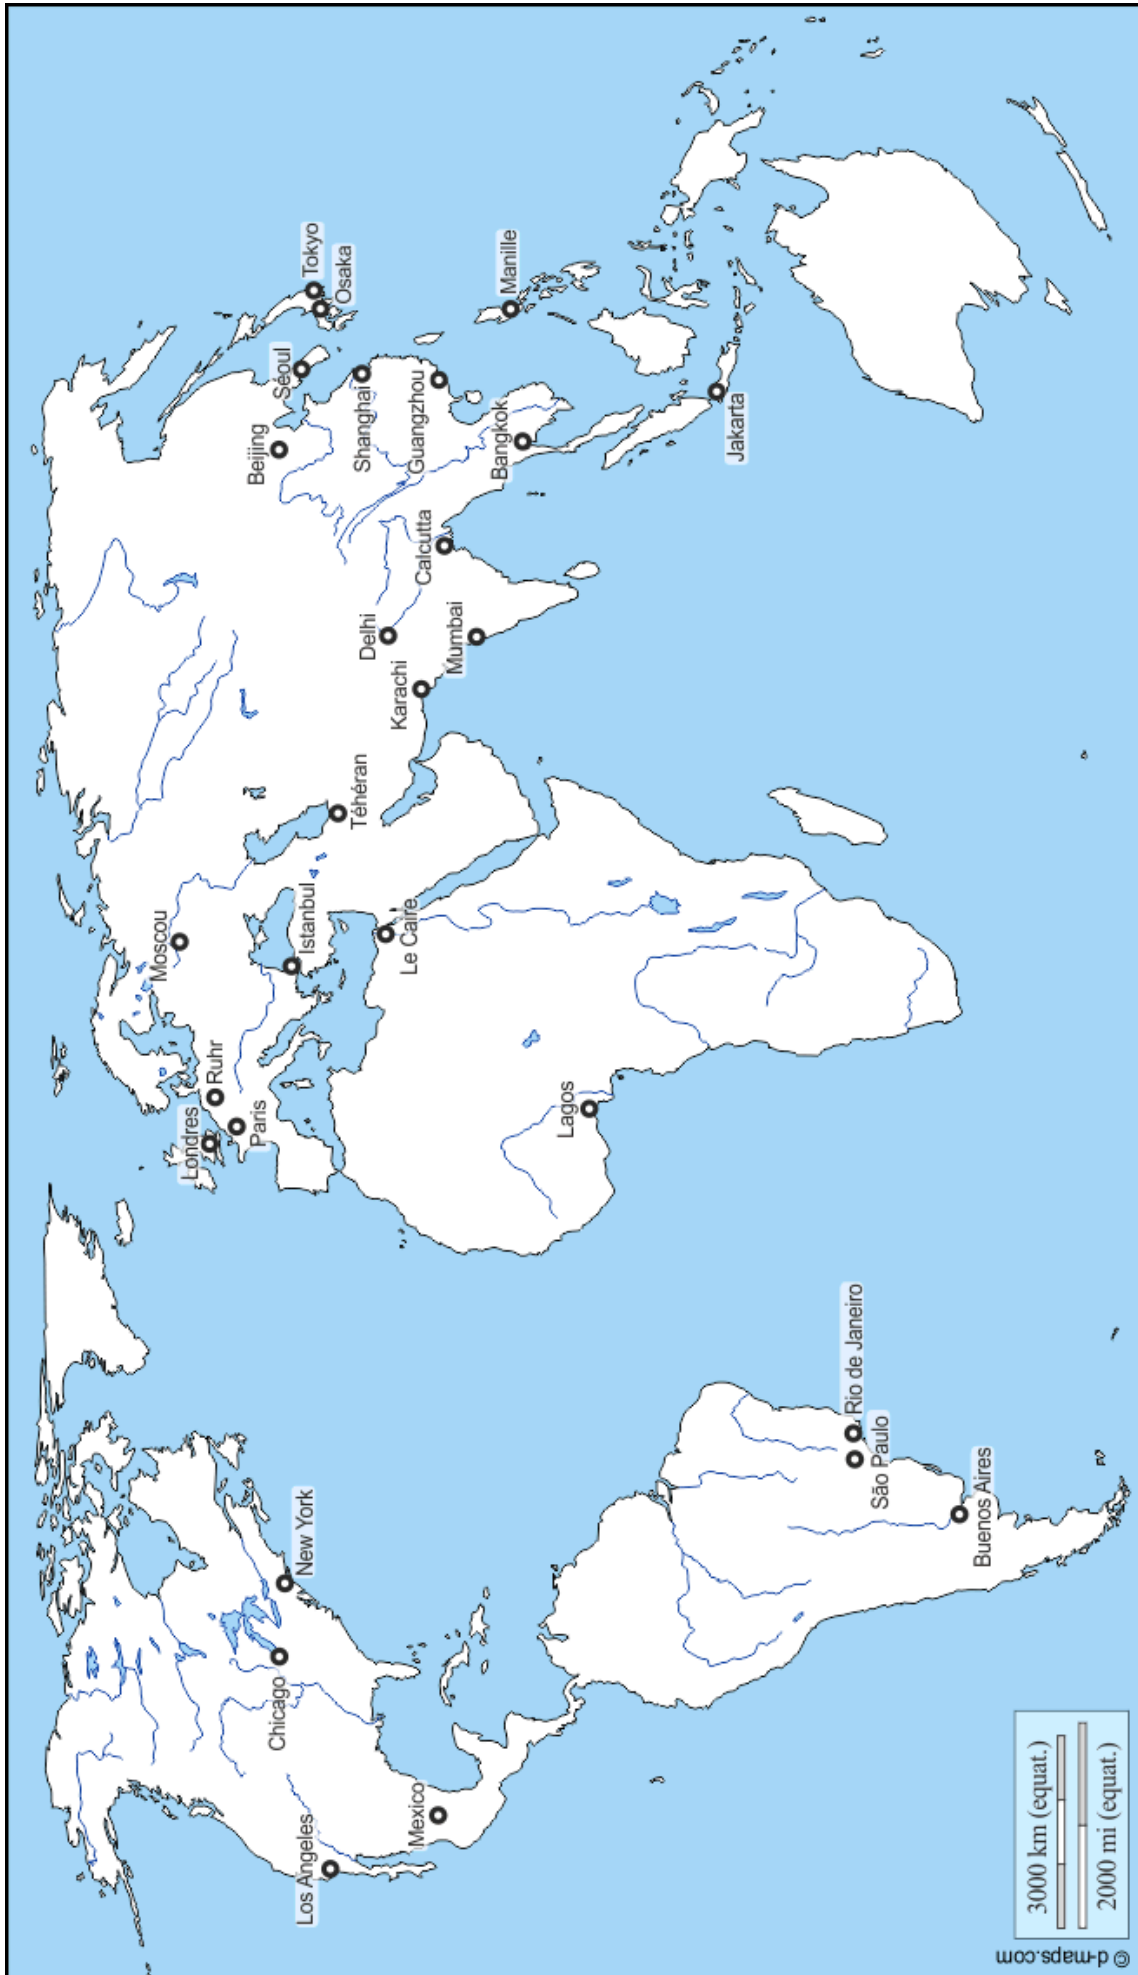 Moscou
Londres
Ruhr
Paris
Istanbul
Téhéran
Le Caire
Lagos
Beijing
Séoul
Tokyo
Osaka
Shanghai
Guangzhou
Manille
Bangkok
Delhi
Calcutta
Karachi
Mumbai
Jakarta
New York
Chicago
Los Angeles
Mexico
Rio de Janeiro
São Paulo
Buenos Aires
3000 km (equat.)
2000 mi (equat.)
© d-maps.com